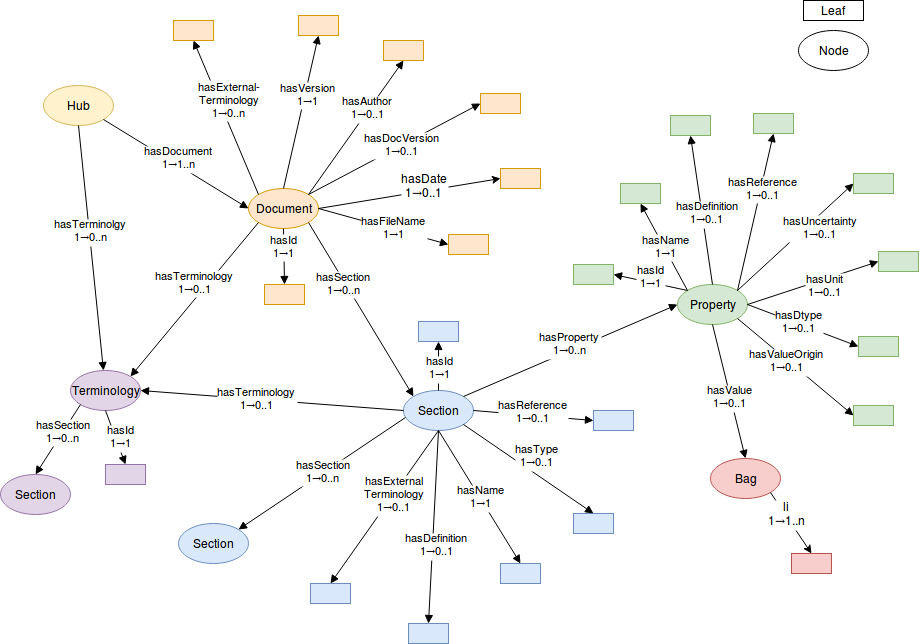 Leaf
Node
Hub
hasExternal-
Terminology
1→0..n
hasVersion
1→1
hasAuthor
1→0..1
hasDocVersion
1→0..1
hasDate
1→0..1
hasFileName
1→1
hasDocument
1→1..n
Document
hasId
1→1
hasTerminolgy
1→0..n
hasTerminology
1→0..1
hasSection
1→0..n
hasReference
1→0..1
hasDefinition
1→0..1
hasUncertainty
1→0..1
hasName
1→1
hasId
1→1
hasUnit
1→0..1
Property
hasDtype
1→0..1
hasValueOrigin
1→0..1
hasProperty
1→0..n
hasValue
1→0..1
hasId
1→1
Terminology
hasTerminology
1→0..1
Section
hasReference
1→0..1
hasSection
1→0..n
hasId
1→1
hasType
1→0..1
hasSection
1→0..n
hasExternal
Terminology
1→0..1
hasName
1→1
Bag
li
1→1..n
Section
Section
hasDefinition
1→0..1